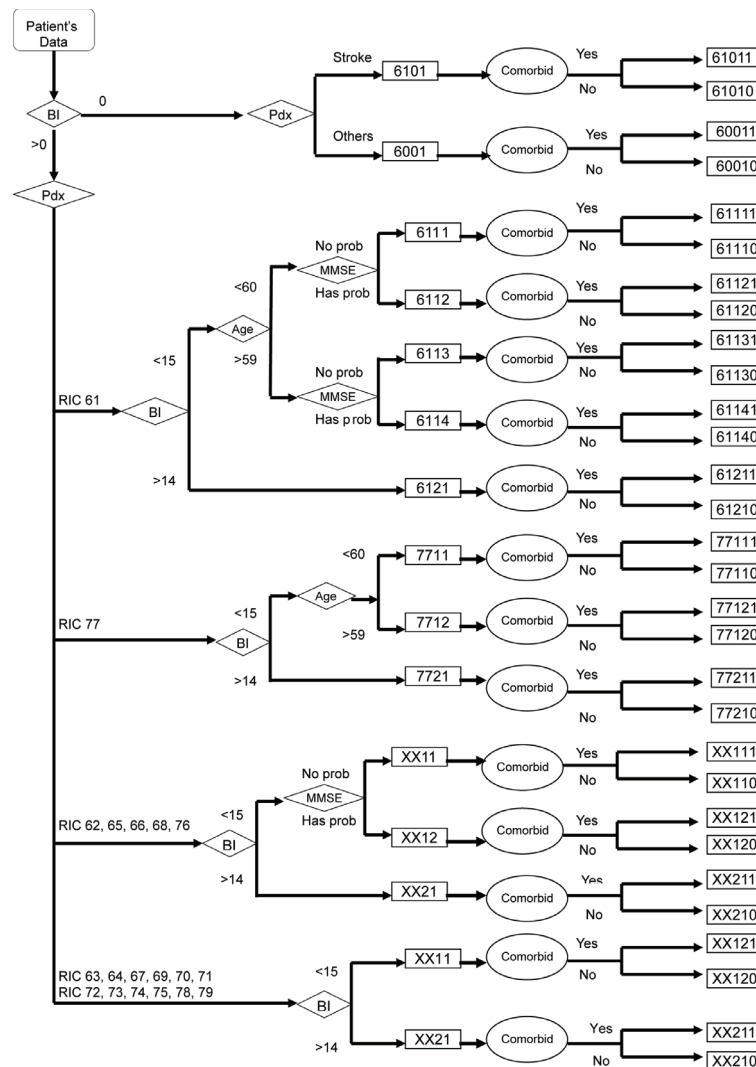 Patient's
Data
BI
0
>0
Pdx
Stroke
6101
Comorbid
Yes
No
61011
61010
Others
6001
Comorbid
Yes
No
60011
60010
Pdx
RIC 61
BI
<15
>14
Age
<60
>59
No prob
MMSE
Has prob
6111
Comorbid
Yes
No
61111
61110
6112
Comorbid
Yes
No
61121
61120
No prob
MMSE
Has prob
6113
Comorbid
Yes
No
61131
61130
6114
Comorbid
Yes
No
61141
61140
6121
Comorbid
Yes
No
61211
61210
RIC 77
BI
<15
>14
Age
<60
>59
7711
Comorbid
Yes
No
77111
77110
7712
Comorbid
Yes
No
77121
77120
7721
Comorbid
Yes
No
77211
77210
RIC 62, 65, 66, 68, 76
BI
<15
>14
No prob
MMSE
Has prob
XX11
Comorbid
Yes
No
XX111
XX110
XX12
Comorbid
Yes
No
XX121
XX120
XX21
Comorbid
Yes
No
XX211
XX210
RIC 63, 64, 67, 69, 70, 71
RIC 72, 73, 74, 75, 78, 79
BI
<15
>14
XX11
Comorbid
Yes
No
XX121
XX120
XX21
Comorbid
Yes
No
XX211
XX210